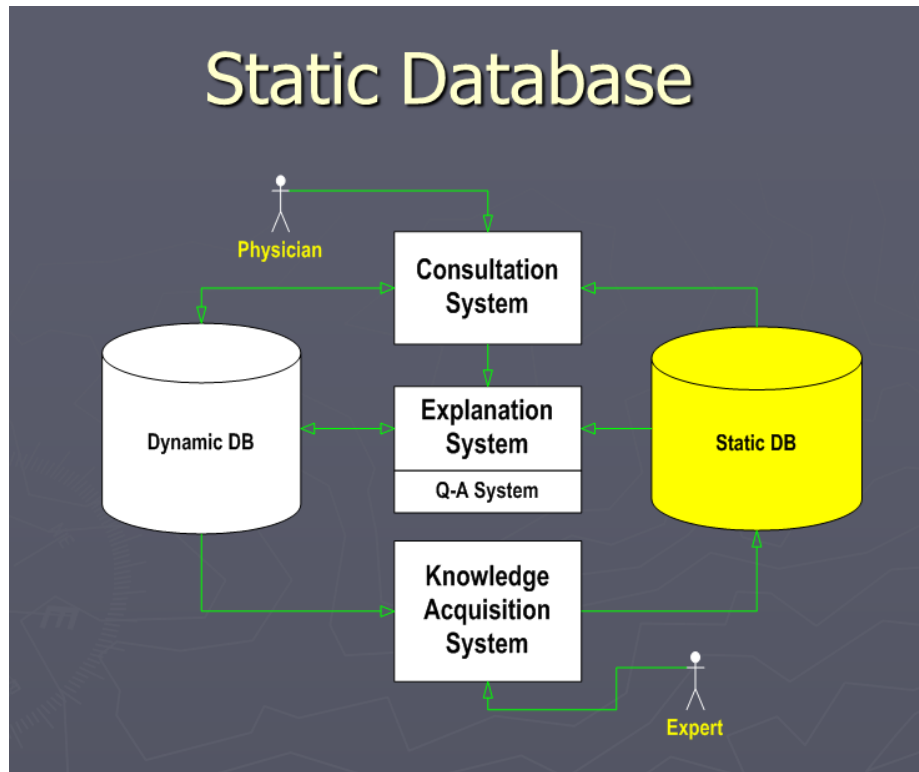 Static Database
Physician
Consultation
System
Dynamic DB
Explanation
System
Q-A System
Static DB
Knowledge
Acquisition
System
Expert